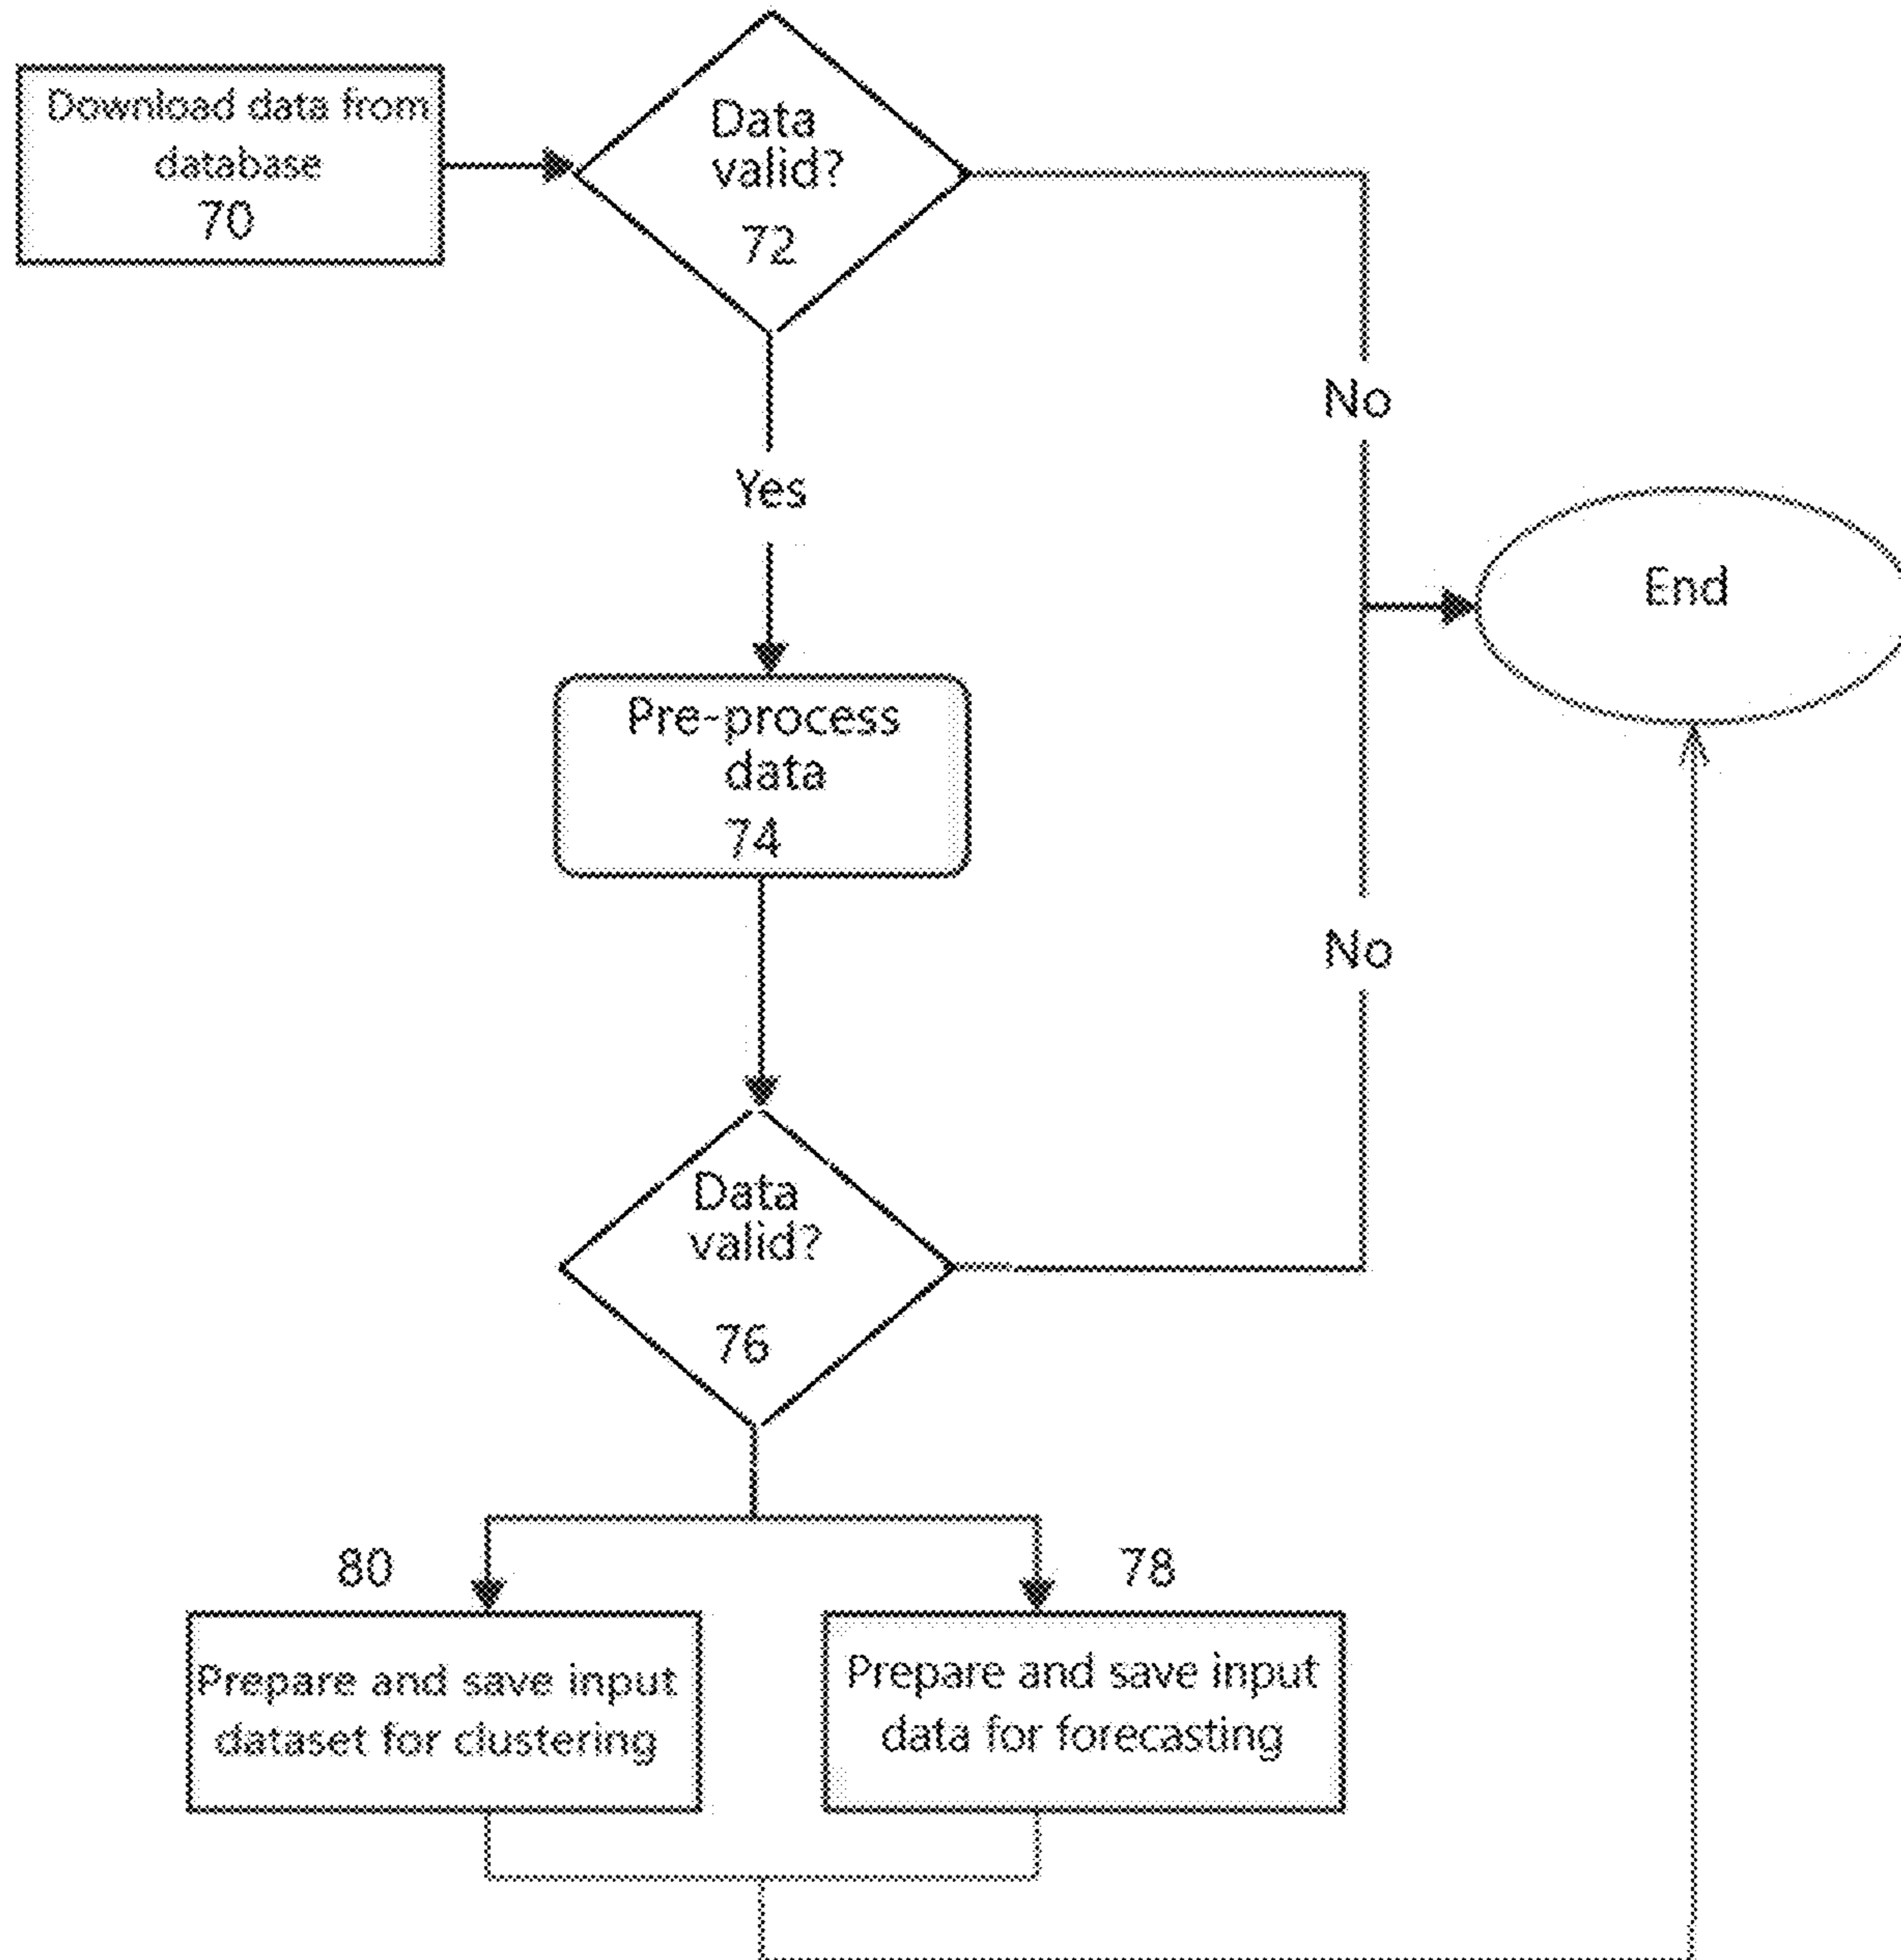 Download data from
database
70
Data
valid?
72
No
Yes
End
Pre-process
data
74
No
Data
valid?
76
80
78
Prepare and save input
dataset for clustering
Prepare and save input
data for forecasting